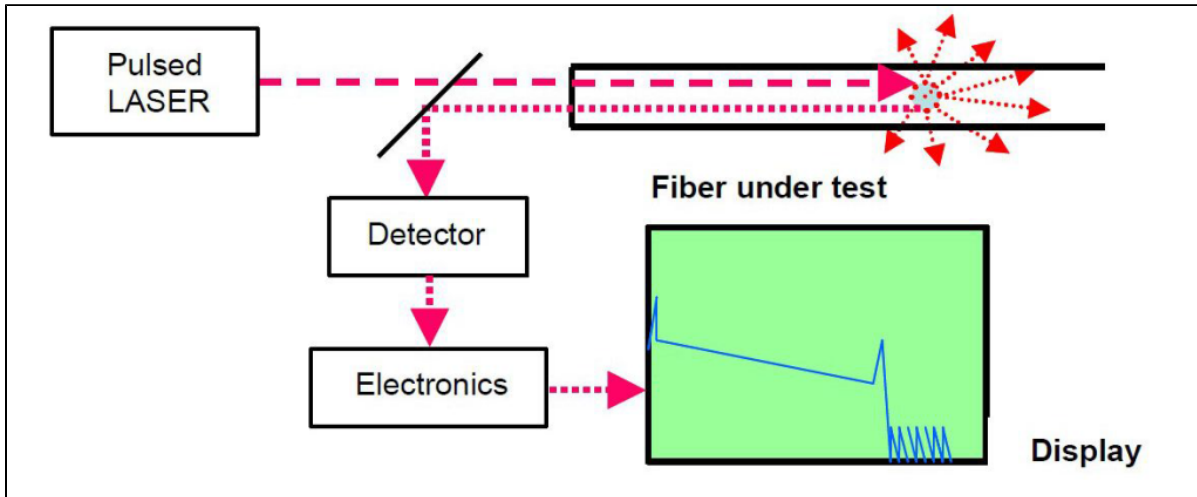 Pulsed
LASER
Fiber under test
Detector
Electronics
Display